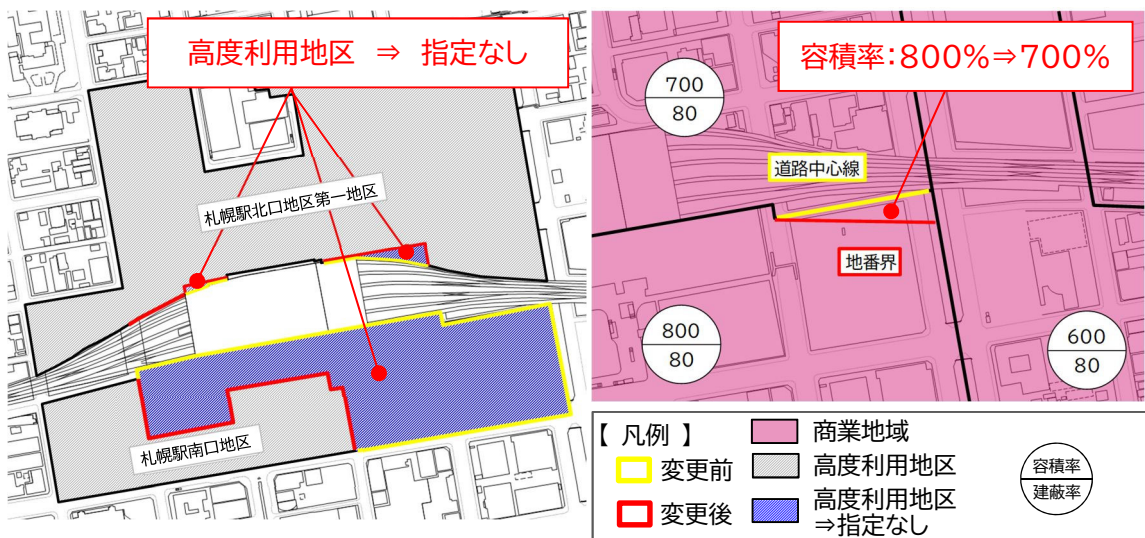 高度利用地区 ⇒ 指定なし
札幌駅北口地区第一地区
札幌駅南口地区
容積率:800%⇒700%
700
80
道路中心線
地番界
800
80
600
80
【 凡例 】
変更前
変更後
商業地域
高度利用地区
高度利用地区
⇒指定なし
容積率
建蔽率